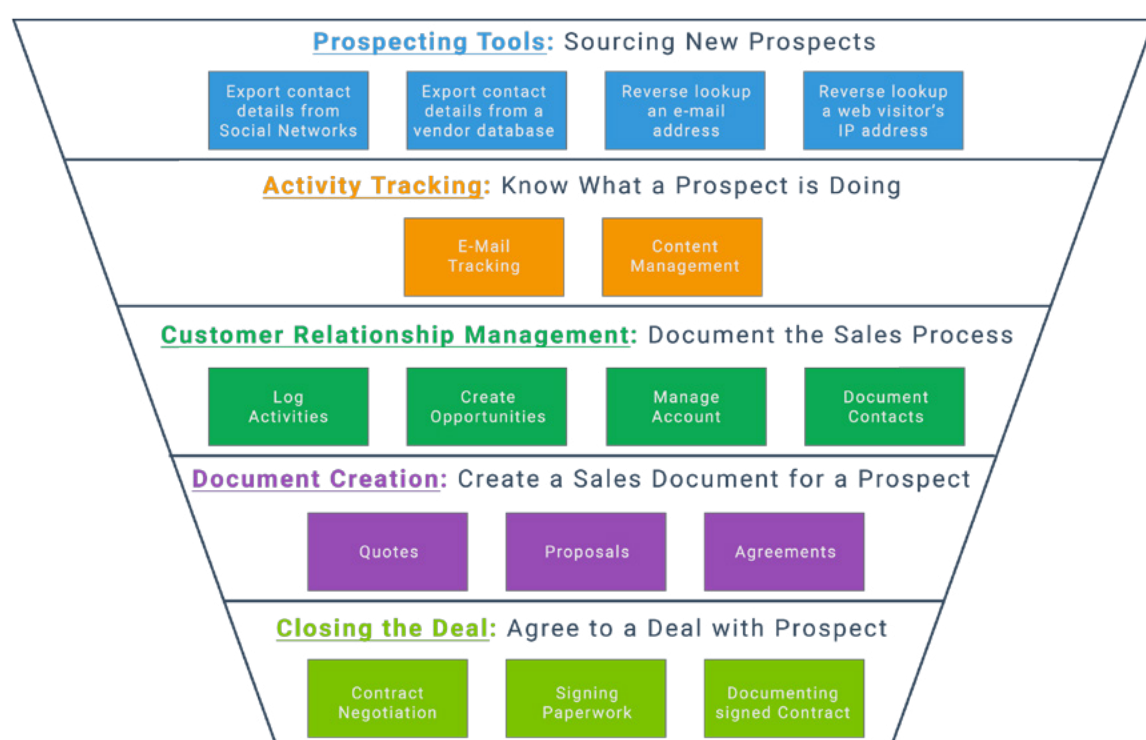 Prospecting Tools: Sourcing New Prospects
Export contact
details from
Social Networks
Export contact
details from a
vendor database
Reverse lookup
an e-mail
address
Reverse lookup
a web visitor's
IP address
Activity Tracking: Know What a Prospect is Doing
E-Mail
Tracking
Content
Management
Customer Relationship Management: Document the Sales Process
Log
Activities
Create
Opportunities
Manage
Account
Document
Contacts
Document Creation: Create a Sales Document for a Prospect
Quotes
Proposals
Agreements
Closing the Deal: Agree to a Deal with Prospect
Contract
Negotiation
Signing
Paperwork
Documenting
signed Contract